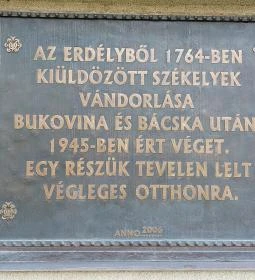 AZ ERDÉLYBŐL 1764-BEN
KIÜLDÖZÖTT SZÉKELYEK
VÁNDORLÁSA
BUKOVINA ÉS BÁCSKA UTÁN
1945-BEN ÉRT VÉGET.
EGY RÉSZÜK TEVELEN LELT
VÉGLEGES OTTHONRA.
ANNO 2006